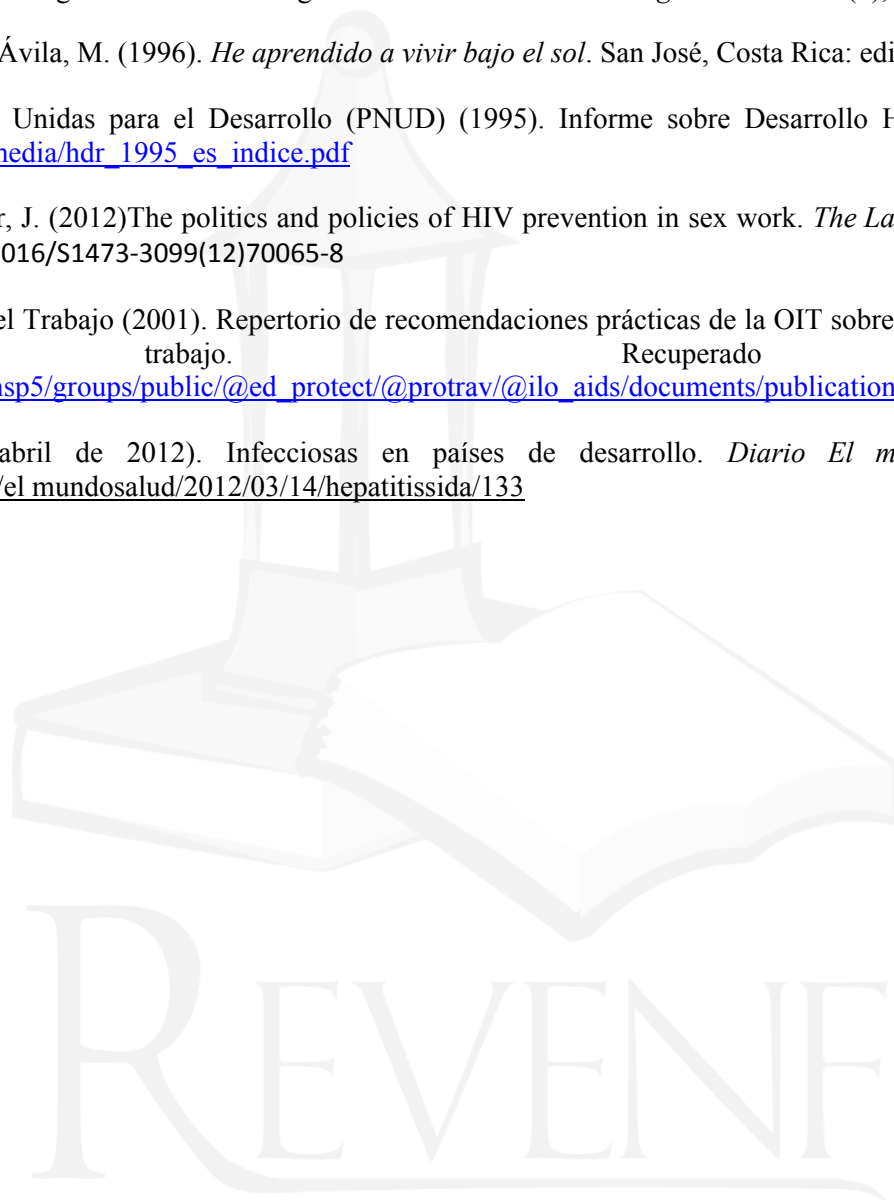 Ávila, M. (1996). He aprendido a vivir bajo el sol. San José, Costa Rica: edi
Unidas para el Desarrollo (PNUD) (1995). Informe sobre Desarrollo H
media/hdr_1995_es_indice.pdf
r, J. (2012)The politics and policies of HIV prevention in sex work. The La
016/S1473-3099(12)70065-8
el Trabajo (2001). Repertorio de recomendaciones prácticas de la OIT sobre
trabajo. Recuperado
sp5/groups/public/@ed_protect/@protrav/@ilo_aids/documents/publication
abril de 2012). Infecciosas en países de desarrollo. Diario El m
/el mundosalud/2012/03/14/hepatitissida/133
REVENF